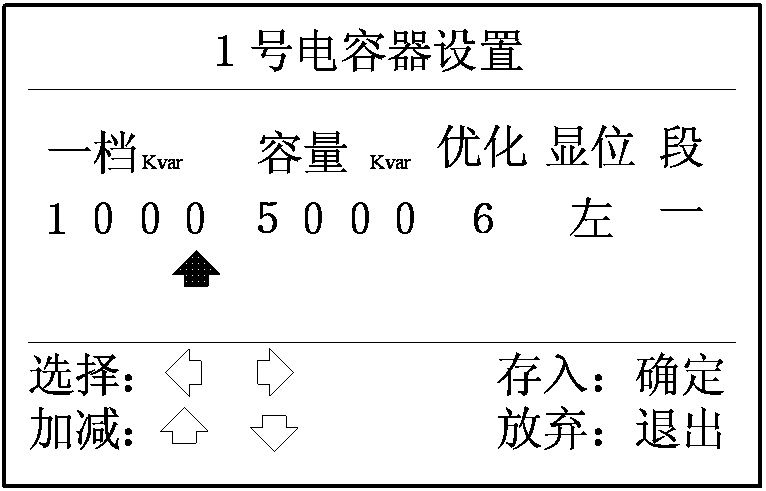 1号电容器设置
一档Kvar 容量 Kvar 优化 显位 段
1 0 0 0 5 0 0 0 6 左 一
选择: 存入: 确定
加减: 放弃: 退出